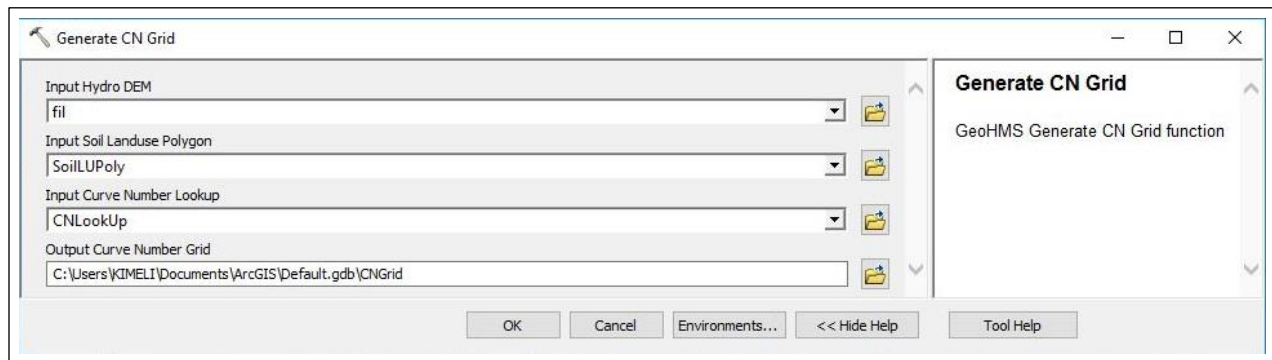 Generate CN Grid
Input Hydro DEM
fil
Input Soil Landuse Polygon
SoilLUPoly
Input Curve Number Lookup
CNLookUp
Output Curve Number Grid
C:\Users\KIMELI\Documents\ArcGIS\Default.gdb\CNGrid
Generate CN Grid
GeoHMS Generate CN Grid function
OK Cancel Environments... << Hide Help Tool Help